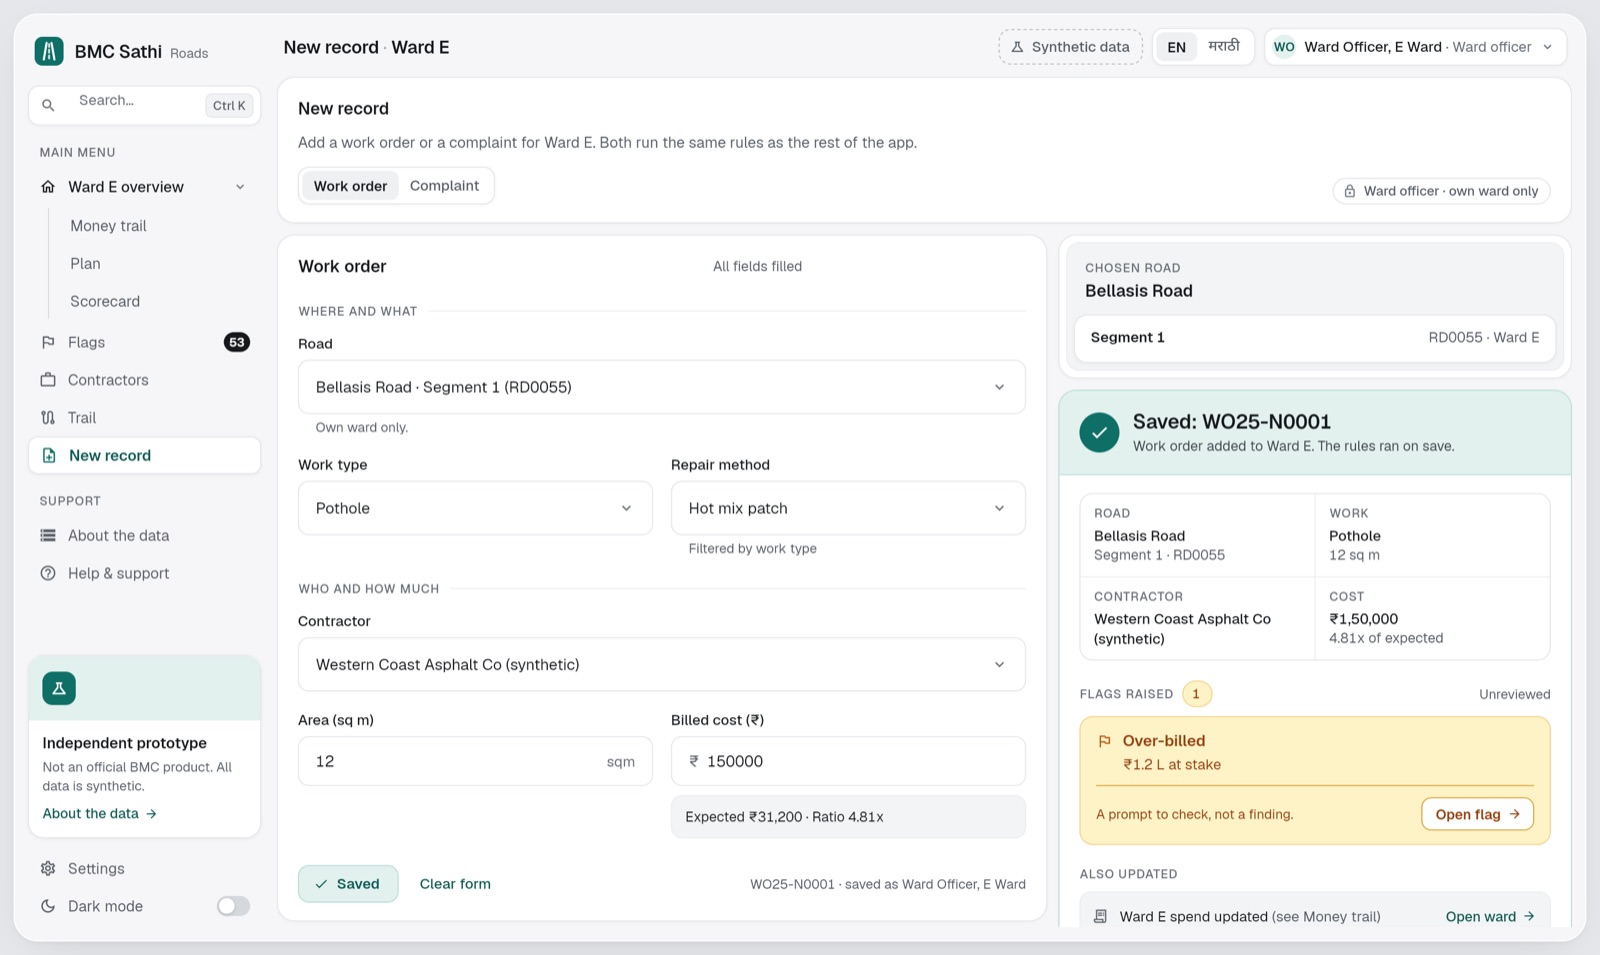 BMC Sathi Roads
Search...
Ctrl K
MAIN MENU
Ward E overview
Money trail
Plan
Scorecard
Flags
53
Contractors
Trail
New record
SUPPORT
About the data
Help & support
Independent prototype
Not an official BMC product. All
data is synthetic.
About the data →
Settings
Dark mode
New record · Ward E
Synthetic data
EN
मराठी
WO
Ward Officer, E Ward · Ward officer
New record
Add a work order or a complaint for Ward E. Both run the same rules as the rest of the app.
Work order
Complaint
Ward officer · own ward only
Work order
All fields filled
WHERE AND WHAT
Road
Bellasis Road · Segment 1 (RD0055)
Own ward only.
Work type
Repair method
Pothole
Hot mix patch
Filtered by work type
WHO AND HOW MUCH
Contractor
Western Coast Asphalt Co (synthetic)
Area (sq m)
Billed cost (₹)
12
sqm
₹ 150000
Expected ₹31,200 · Ratio 4.81x
Saved
Clear form
WO25-N0001 · saved as Ward Officer, E Ward
CHOSEN ROAD
Bellasis Road
Segment 1
RD0055 · Ward E
Saved: WO25-N0001
Work order added to Ward E. The rules ran on save.
ROAD
Bellasis Road
Segment 1 · RD0055
WORK
Pothole
12 sq m
CONTRACTOR
Western Coast Asphalt Co
(synthetic)
COST
₹1,50,000
4.81x of expected
FLAGS RAISED
1
Unreviewed
Over-billed
₹1.2 L at stake
A prompt to check, not a finding.
Open flag →
ALSO UPDATED
Ward E spend updated (see Money trail)
Open ward →